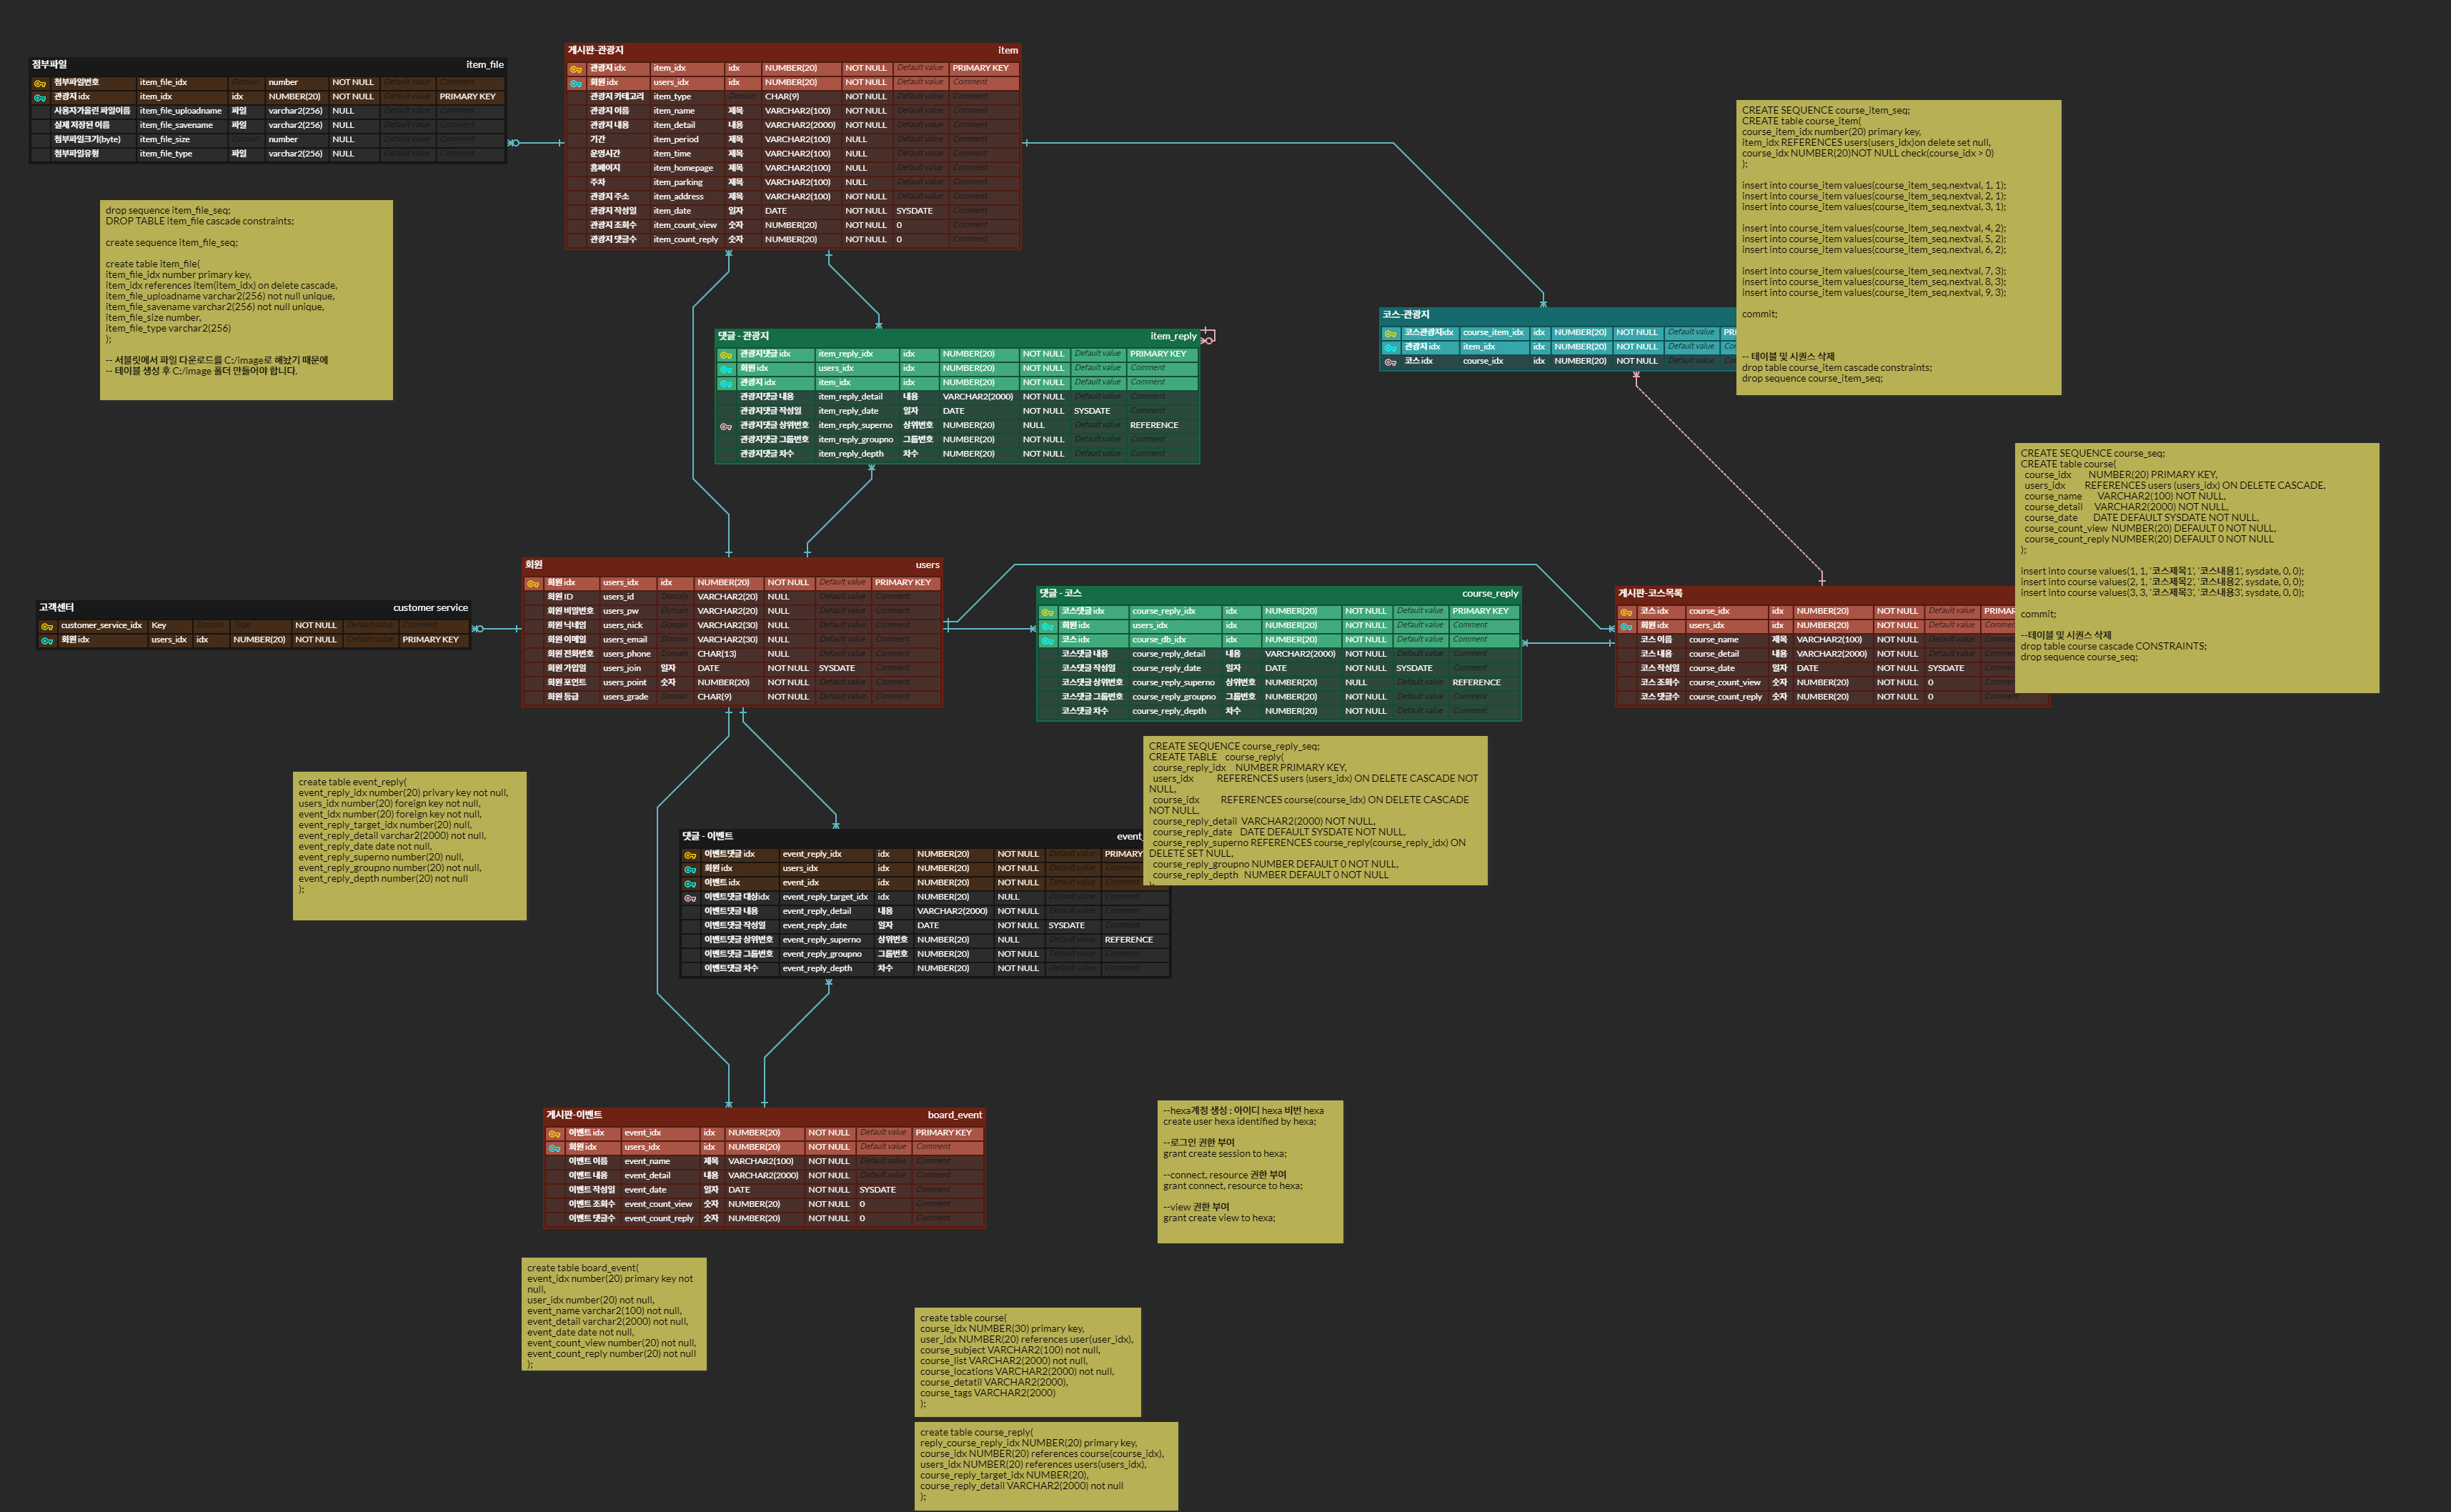 첨부파일 item_file
첨부파일번호 item_file_idx Domain number NOT NULL Default value Comment
관광지 idx item_idx idx NUMBER(20) NOT NULL Default value PRIMARY KEY
사용자가올린 파일이름 item_file_uploadname 파일 varchar2(256) NULL Default value Comment
실제 저장된 이름 item_file_savename 파일 varchar2(256) NULL Default value Comment
첨부파일크기(byte) item_file_size Domain number NULL Default value Comment
첨부파일유형 item_file_type 파일 varchar2(256) NULL Default value Comment
drop sequence item_file_seq;
DROP TABLE item_file cascade constraints;
create sequence item_file_seq;
create table item_file(
item_file_idx number primary key,
item_idx references item(item_idx) on delete cascade,
item_file_uploadname varchar2(256) not null unique,
item_file_savename varchar2(256) not null unique,
item_file_size number,
item_file_type varchar2(256)
);
-- 서블릿에서 파일 다운로드를 C:/image로 해놨기 때문에
-- 테이블 생성 후 C:/image 폴더 만들어야 합니다.
게시판-관광지 item
관광지 idx item_idx idx NUMBER(20) NOT NULL Default value PRIMARY KEY
회원 idx users_idx idx NUMBER(20) NOT NULL Default value Comment
관광지 카테고리 item_type Domain CHAR(9) NOT NULL Default value Comment
관광지 이름 item_name 제목 VARCHAR2(100) NOT NULL Default value Comment
관광지 내용 item_detail 내용 VARCHAR2(2000) NOT NULL Default value Comment
기간 item_period 제목 VARCHAR2(100) NULL Default value Comment
운영시간 item_time 제목 VARCHAR2(100) NULL Default value Comment
홈페이지 item_homepage 제목 VARCHAR2(100) NULL Default value Comment
주차 item_parking 제목 VARCHAR2(100) NULL Default value Comment
관광지 주소 item_address 제목 VARCHAR2(100) NOT NULL Default value Comment
관광지 작성일 item_date 일자 DATE NOT NULL SYSDATE Comment
관광지 조회수 item_count_view 숫자 NUMBER(20) NOT NULL 0 Comment
관광지 댓글수 item_count_reply 숫자 NUMBER(20) NOT NULL 0 Comment
CREATE SEQUENCE course_item_seq;
CREATE table course_item(
course_item_idx number(20) primary key,
item_idx REFERENCES users(users_idx)on delete set null,
course_idx NUMBER(20)NOT NULL check(course_idx > 0)
);
insert into course_item values(course_item_seq.nextval, 1, 1);
insert into course_item values(course_item_seq.nextval, 2, 1);
insert into course_item values(course_item_seq.nextval, 3, 1);
insert into course_item values(course_item_seq.nextval, 4, 2);
insert into course_item values(course_item_seq.nextval, 5, 2);
insert into course_item values(course_item_seq.nextval, 6, 2);
insert into course_item values(course_item_seq.nextval, 7, 3);
insert into course_item values(course_item_seq.nextval, 8, 3);
insert into course_item values(course_item_seq.nextval, 9, 3);
commit;
-- 테이블 및 시퀀스 삭제
drop table course_item cascade constraints;
drop sequence course_item_seq;
댓글 - 관광지 item_reply
관광지댓글 idx item_reply_idx idx NUMBER(20) NOT NULL Default value PRIMARY KEY
회원 idx users_idx idx NUMBER(20) NOT NULL Default value Comment
관광지 idx item_idx idx NUMBER(20) NOT NULL Default value Comment
관광지댓글 내용 item_reply_detail 내용 VARCHAR2(2000) NOT NULL Default value Comment
관광지댓글 작성일 item_reply_date 일자 DATE NOT NULL SYSDATE Comment
관광지댓글 상위번호 item_reply_superno 상위번호 NUMBER(20) NULL Default value REFERENCE
관광지댓글 그룹번호 item_reply_groupno 그룹번호 NUMBER(20) NOT NULL Default value Comment
관광지댓글 차수 item_reply_depth 차수 NUMBER(20) NOT NULL Default value Comment
코스-관광지
코스관광지idx course_item_idx idx NUMBER(20) NOT NULL Default value PRI
관광지 idx item_idx idx NUMBER(20) NOT NULL Default value
코스 idx course_idx idx NUMBER(20) NOT NULL Default value
CREATE SEQUENCE course_seq;
CREATE table course(
course_idx NUMBER(20) PRIMARY KEY,
users_idx REFERENCES users (users_idx) ON DELETE CASCADE,
course_name VARCHAR2(100) NOT NULL,
course_detail VARCHAR2(2000) NOT NULL,
course_date DATE DEFAULT SYSDATE NOT NULL,
course_count_view NUMBER(20) DEFAULT 0 NOT NULL,
course_count_reply NUMBER(20) DEFAULT 0 NOT NULL
);
insert into course values(1, 1, '코스제목1', '코스내용1', sysdate, 0, 0);
insert into course values(2, 1, '코스제목2', '코스내용2', sysdate, 0, 0);
insert into course values(3, 3, '코스제목3', '코스내용3', sysdate, 0, 0);
commit;
--테이블 및 시퀀스 삭제
drop table course cascade CONSTRAINTS;
drop sequence course_seq;
고객센터 customer service
customer_service_idx Key Domain Type NOT NULL Default value Comment
회원 idx users_idx idx NUMBER(20) NOT NULL Default value PRIMARY KEY
회원 users
회원 idx users_idx idx NUMBER(20) NOT NULL Default value PRIMARY KEY
회원 ID users_id Domain VARCHAR2(20) NULL Default value Comment
회원 비밀번호 users_pw Domain VARCHAR2(20) NULL Default value Comment
회원 닉네임 users_nick Domain VARCHAR2(30) NULL Default value Comment
회원 이메일 users_email Domain VARCHAR2(30) NULL Default value Comment
회원 전화번호 users_phone Domain CHAR(13) NULL Default value Comment
회원 가입일 users_join 일자 DATE NOT NULL SYSDATE Comment
회원 포인트 users_point 숫자 NUMBER(20) NOT NULL Default value Comment
회원 등급 users_grade Domain CHAR(9) NOT NULL Default value Comment
댓글 - 코스 course_reply
코스댓글 idx course_reply_idx idx NUMBER(20) NOT NULL Default value PRIMARY KEY
회원 idx users_idx idx NUMBER(20) NOT NULL Default value Comment
코스 idx course_db_idx idx NUMBER(20) NOT NULL Default value Comment
코스댓글 내용 course_reply_detail 내용 VARCHAR2(2000) NOT NULL Default value Comment
코스댓글 작성일 course_reply_date 일자 DATE NOT NULL SYSDATE Comment
코스댓글 상위번호 course_reply_superno 상위번호 NUMBER(20) NULL Default value REFERENCE
코스댓글 그룹번호 course_reply_groupno 그룹번호 NUMBER(20) NOT NULL Default value Comment
코스댓글 차수 course_reply_depth 차수 NUMBER(20) NOT NULL Default value Comment
게시판-코스목록
코스 idx course_idx idx NUMBER(20) NOT NULL Default value PRIMAR
회원 idx users_idx idx NUMBER(20) NOT NULL Default value Commen
코스 이름 course_name 제목 VARCHAR2(100) NOT NULL Default value Commen
코스 내용 course_detail 내용 VARCHAR2(2000) NOT NULL Default value Commen
코스 작성일 course_date 일자 DATE NOT NULL SYSDATE Commen
코스 조회수 course_count_view 숫자 NUMBER(20) NOT NULL 0 Commen
코스 댓글수 course_count_reply 숫자 NUMBER(20) NOT NULL 0 Comment
CREATE SEQUENCE course_reply_seq;
CREATE TABLE course_reply(
course_reply_idx NUMBER PRIMARY KEY,
users_idx REFERENCES users (users_idx) ON DELETE CASCADE NOT
NULL,
course_idx REFERENCES course(course_idx) ON DELETE CASCADE
NOT NULL,
course_reply_detail VARCHAR2(2000) NOT NULL,
course_reply_date DATE DEFAULT SYSDATE NOT NULL,
course_reply_superno REFERENCES course_reply(course_reply_idx) ON
DELETE SET NULL,
course_reply_groupno NUMBER DEFAULT 0 NOT NULL,
course_reply_depth NUMBER DEFAULT 0 NOT NULL
create table event_reply(
event_reply_idx number(20) privary key not null,
users_idx number(20) foreign key not null,
event_idx number(20) foreign key not null,
event_reply_target_idx number(20) null,
event_reply_detail varchar2(2000) not null,
event_reply_date date not null,
event_reply_superno number(20) null,
event_reply_groupno number(20) not null,
event_reply_depth number(20) not null
);
댓글 - 이벤트 event_
이벤트댓글 idx event_reply_idx idx NUMBER(20) NOT NULL Default value PRIMARY
회원 idx users_idx idx NUMBER(20) NOT NULL Default value Comment
이벤트 idx event_idx idx NUMBER(20) NOT NULL Default value Comment
이벤트댓글 대상idx event_reply_target_idx idx NUMBER(20) NULL Default value Comment
이벤트댓글 내용 event_reply_detail 내용 VARCHAR2(2000) NOT NULL Default value Comment
이벤트댓글 작성일 event_reply_date 일자 DATE NOT NULL SYSDATE Comment
이벤트댓글 상위번호 event_reply_superno 상위번호 NUMBER(20) NULL Default value REFERENCE
이벤트댓글 그룹번호 event_reply_groupno 그룹번호 NUMBER(20) NOT NULL Default value Comment
이벤트댓글 차수 event_reply_depth 차수 NUMBER(20) NOT NULL Default value Comment
게시판-이벤트 board_event
이벤트 idx event_idx idx NUMBER(20) NOT NULL Default value PRIMARY KEY
회원 idx users_idx idx NUMBER(20) NOT NULL Default value Comment
이벤트 이름 event_name 제목 VARCHAR2(100) NOT NULL Default value Comment
이벤트 내용 event_detail 내용 VARCHAR2(2000) NOT NULL Default value Comment
이벤트 작성일 event_date 일자 DATE NOT NULL SYSDATE Comment
이벤트 조회수 event_count_view 숫자 NUMBER(20) NOT NULL 0 Comment
이벤트 댓글수 event_count_reply 숫자 NUMBER(20) NOT NULL 0 Comment
--hexa계정 생성 : 아이디 hexa 비번 hexa
create user hexa identified by hexa;
--로그인 권한 부여
grant create session to hexa;
--connect, resource 권한 부여
grant connect, resource to hexa;
--view 권한 부여
grant create view to hexa;
create table board_event(
event_idx number(20) primary key not
null,
user_idx number(20) not null,
event_name varchar2(100) not null,
event_detail varchar2(2000) not null,
event_date date not null,
event_count_view number(20) not null,
event_count_reply number(20) not null
);
create table course(
course_idx NUMBER(30) primary key,
user_idx NUMBER(20) references user(user_idx),
course_subject VARCHAR2(100) not null,
course_list VARCHAR2(2000) not null,
course_locations VARCHAR2(2000) not null,
course_detatil VARCHAR2(2000),
course_tags VARCHAR2(2000)
);
create table course_reply(
reply_course_reply_idx NUMBER(20) primary key,
course_idx NUMBER(20) references course(course_idx),
users_idx NUMBER(20) references users(users_idx),
course_reply_target_idx NUMBER(20),
course_reply_detail VARCHAR2(2000) not null
);